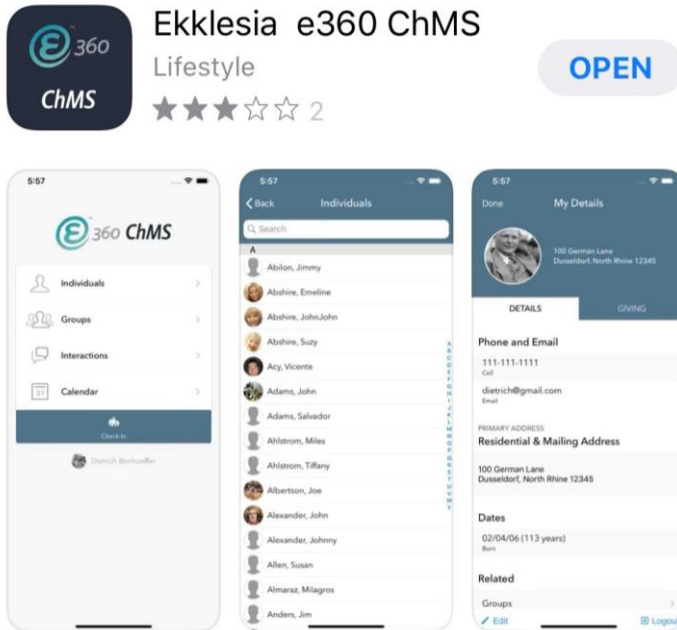 ε 360
ChMS
Ekklesia e360 ChMS
Lifestyle
2
OPEN
5:57
ε 360 ChMS
Individuals
Groups
Interactions
31
Calendar
Check-In
Dietrich Bonhoeffer
5:57
Back
Individuals
Search
A
Abilon, Jimmy
Abshire, Emeline
Abshire, JohnJohn
Abshire, Suzy
Acy, Vicente
Adams, John
Adams, Salvador
Ahlstrom, Miles
Ahlstrom, Tiffany
Albertson, Joe
Alexander, John
Alexander, Johnny
Allen, Susan
Almaraz, Milagros
Anders, Jim
5:57
Done
My Details
100 German Lane
Dusseldorf, North Rhine 12345
DETAILS
GIVING
Phone and Email
111-111-1111
Cell
dietrich@gmail.com
Email
PRIMARY ADDRESS
Residential & Mailing Address
100 German Lane
Dusseldorf, North Rhine 12345
Dates
02/04/06 (113 years)
Born
Related
Groups
Edit
Logou